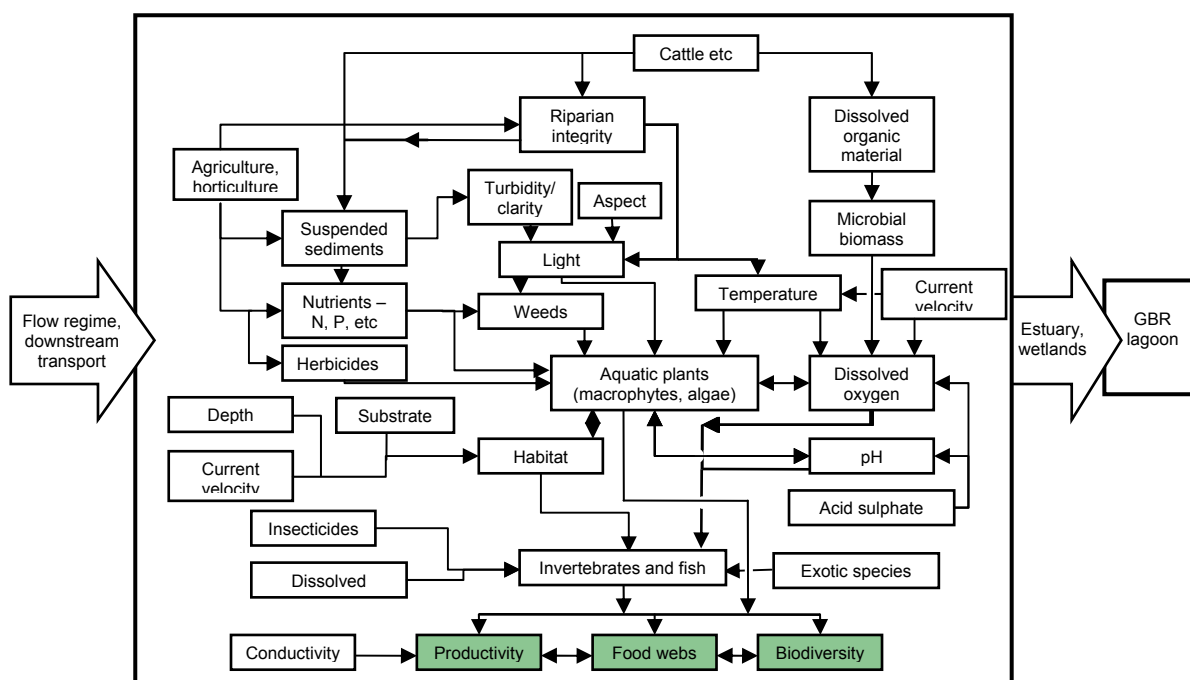 Cattle etc
Riparian
integrity
Dissolved
organic
material
Agriculture,
horticulture
Turbidity/
clarity
Aspect
Suspended
sediments
Microbial
biomass
Light
Temperature
Current
velocity
Flow regime,
downstream
transport
Nutrients –
N, P, etc
Weeds
Estuary,
wetlands
GBR
lagoon
Herbicides
Aquatic plants
(macrophytes, algae)
Dissolved
oxygen
Depth
Substrate
Current
velocity
Habitat
pH
Acid sulphate
Insecticides
Dissolved
Invertebrates and fish
Exotic species
Conductivity
Productivity
Food webs
Biodiversity